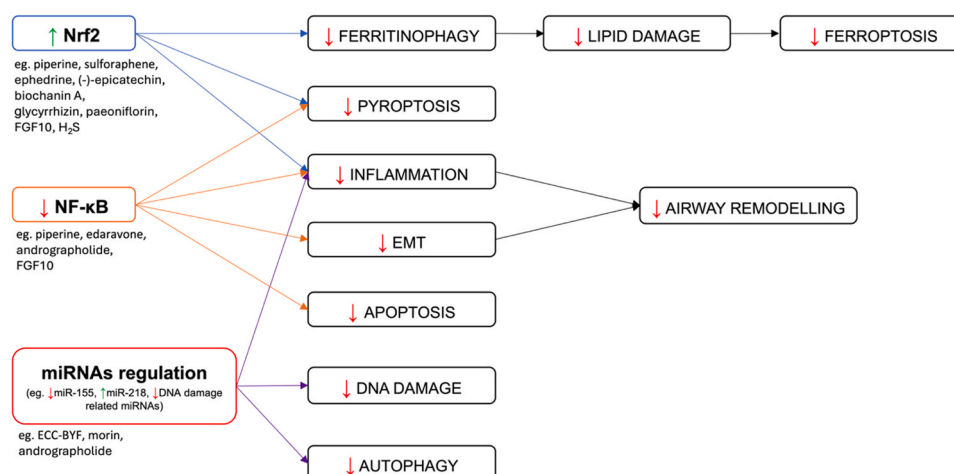 ↑ Nrf2
eg. piperine, sulforaphene,
ephedrine, (-)-epicatechin,
biochanin A,
glycyrrhizin, paeoniflorin,
FGF10, H₂S
↓ NF-κB
eg. piperine, edaravone,
andrographolide,
FGF10
miRNAs regulation
(eg. ↓miR-155, ↑miR-218, ↓DNA damage
related miRNAs)
eg. ECC-BYF, morin,
andrographolide
↓ FERRITINOPHAGY
↓ LIPID DAMAGE
↓ FERROPTOSIS
↓ PYROPTOSIS
↓ INFLAMMATION
↓ EMT
↓ AIRWAY REMODELLING
↓ APOPTOSIS
↓ DNA DAMAGE
↓ AUTOPHAGY